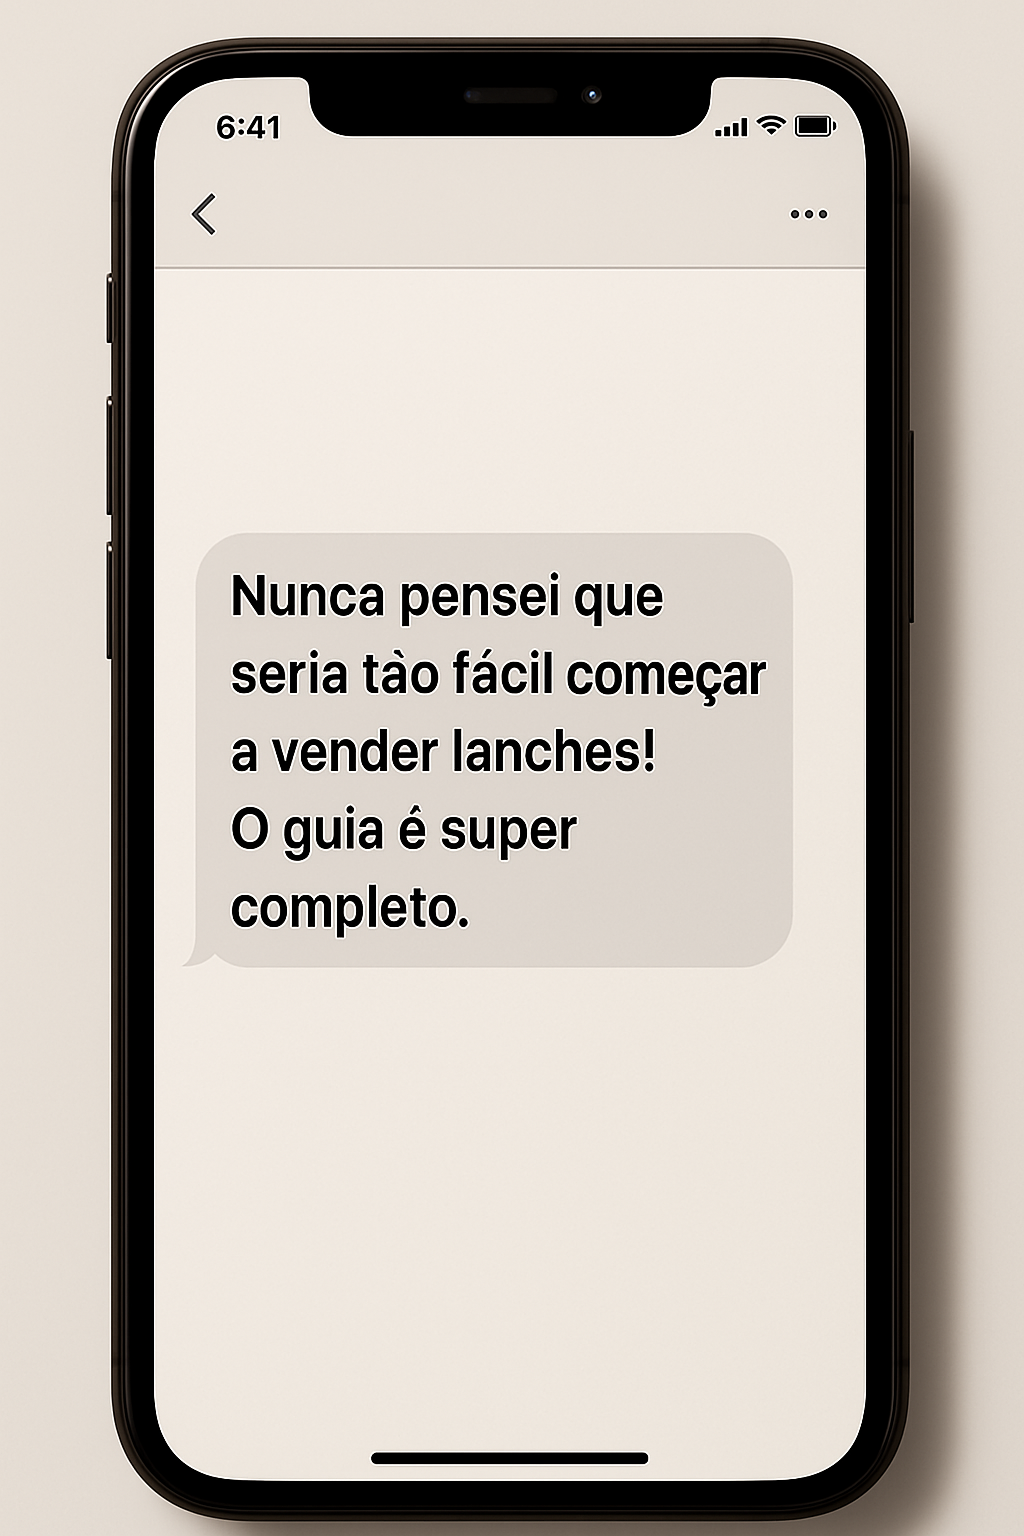 6:41
Nunca pensei que
seria tào fácil começar
a vender lanches!
O guia é super
completo.